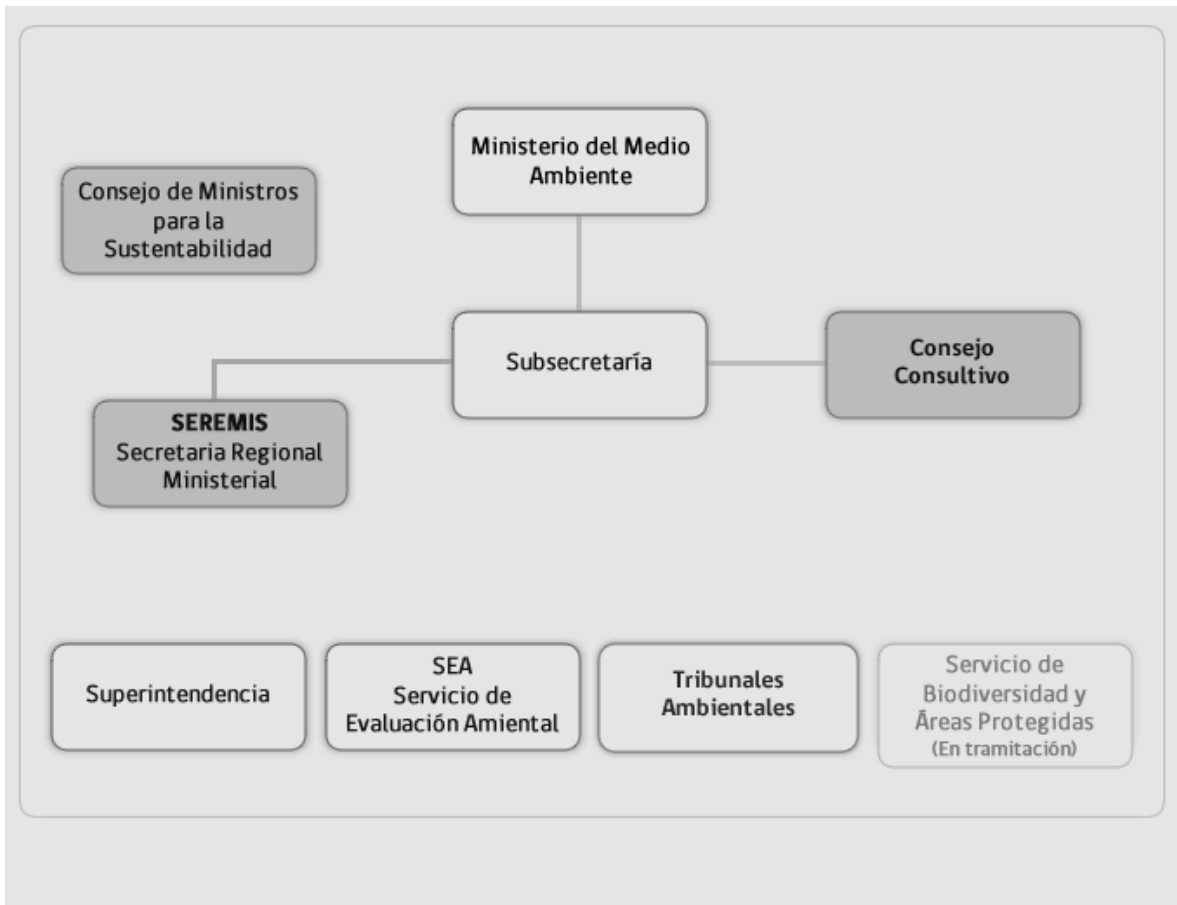 Ministerio del Medio
Ambiente
Consejo de Ministros
para la
Sustentabilidad
Subsecretaría
Consejo
Consultivo
SEREMIS
Secretaria Regional
Ministerial
Superintendencia
SEA
Servicio de
Evaluación Amiental
Tribunales
Ambientales
Servicio de
Biodiversidad y
Áreas Protegidas
(En tramitación)